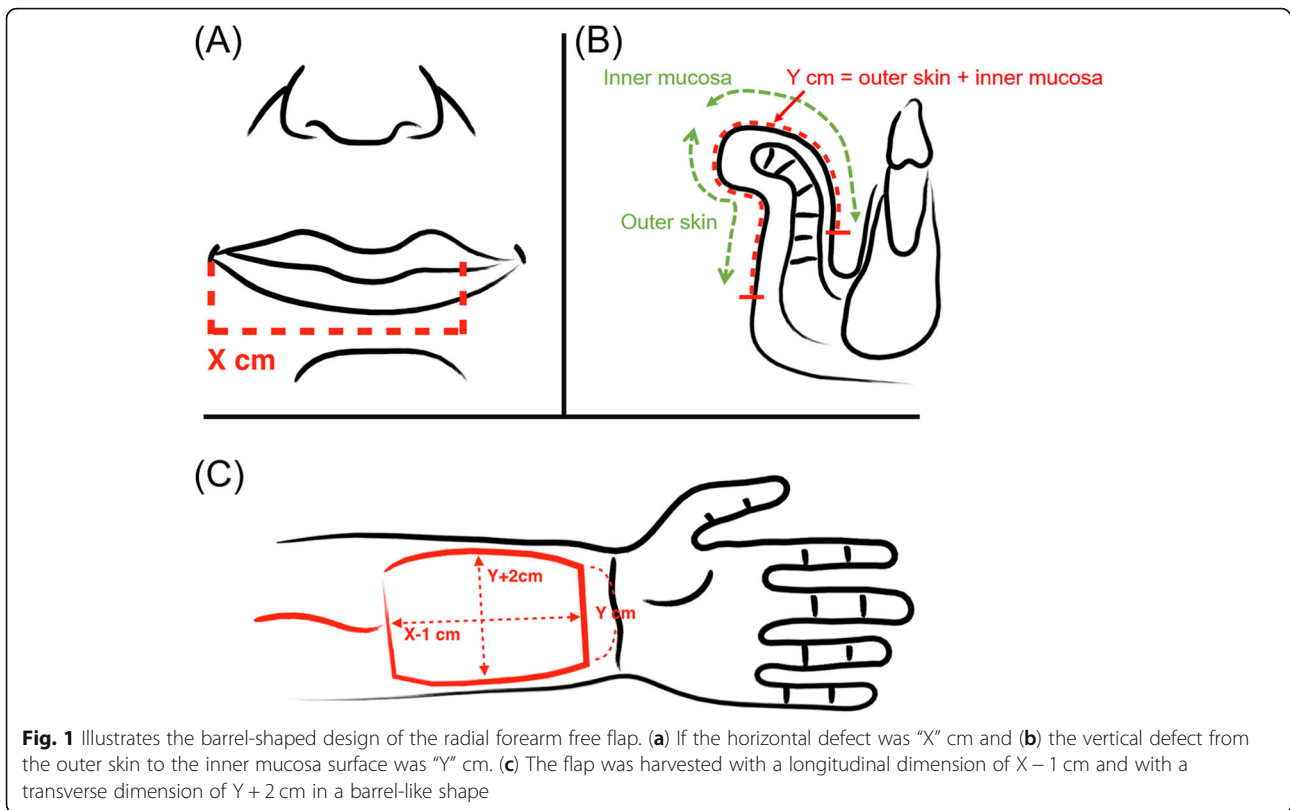 (A)
(B)
Inner mucosa
Y cm = outer skin + inner mucosa
Outer skin
X cm
(C)
Y+2cm
Y cm
X-1 cm
Fig. 1 Illustrates the barrel-shaped design of the radial forearm free flap. (a) If the horizontal defect was “X” cm and (b) the vertical defect from
the outer skin to the inner mucosa surface was “Y” cm. (c) The flap was harvested with a longitudinal dimension of X − 1 cm and with a
transverse dimension of Y + 2 cm in a barrel-like shape